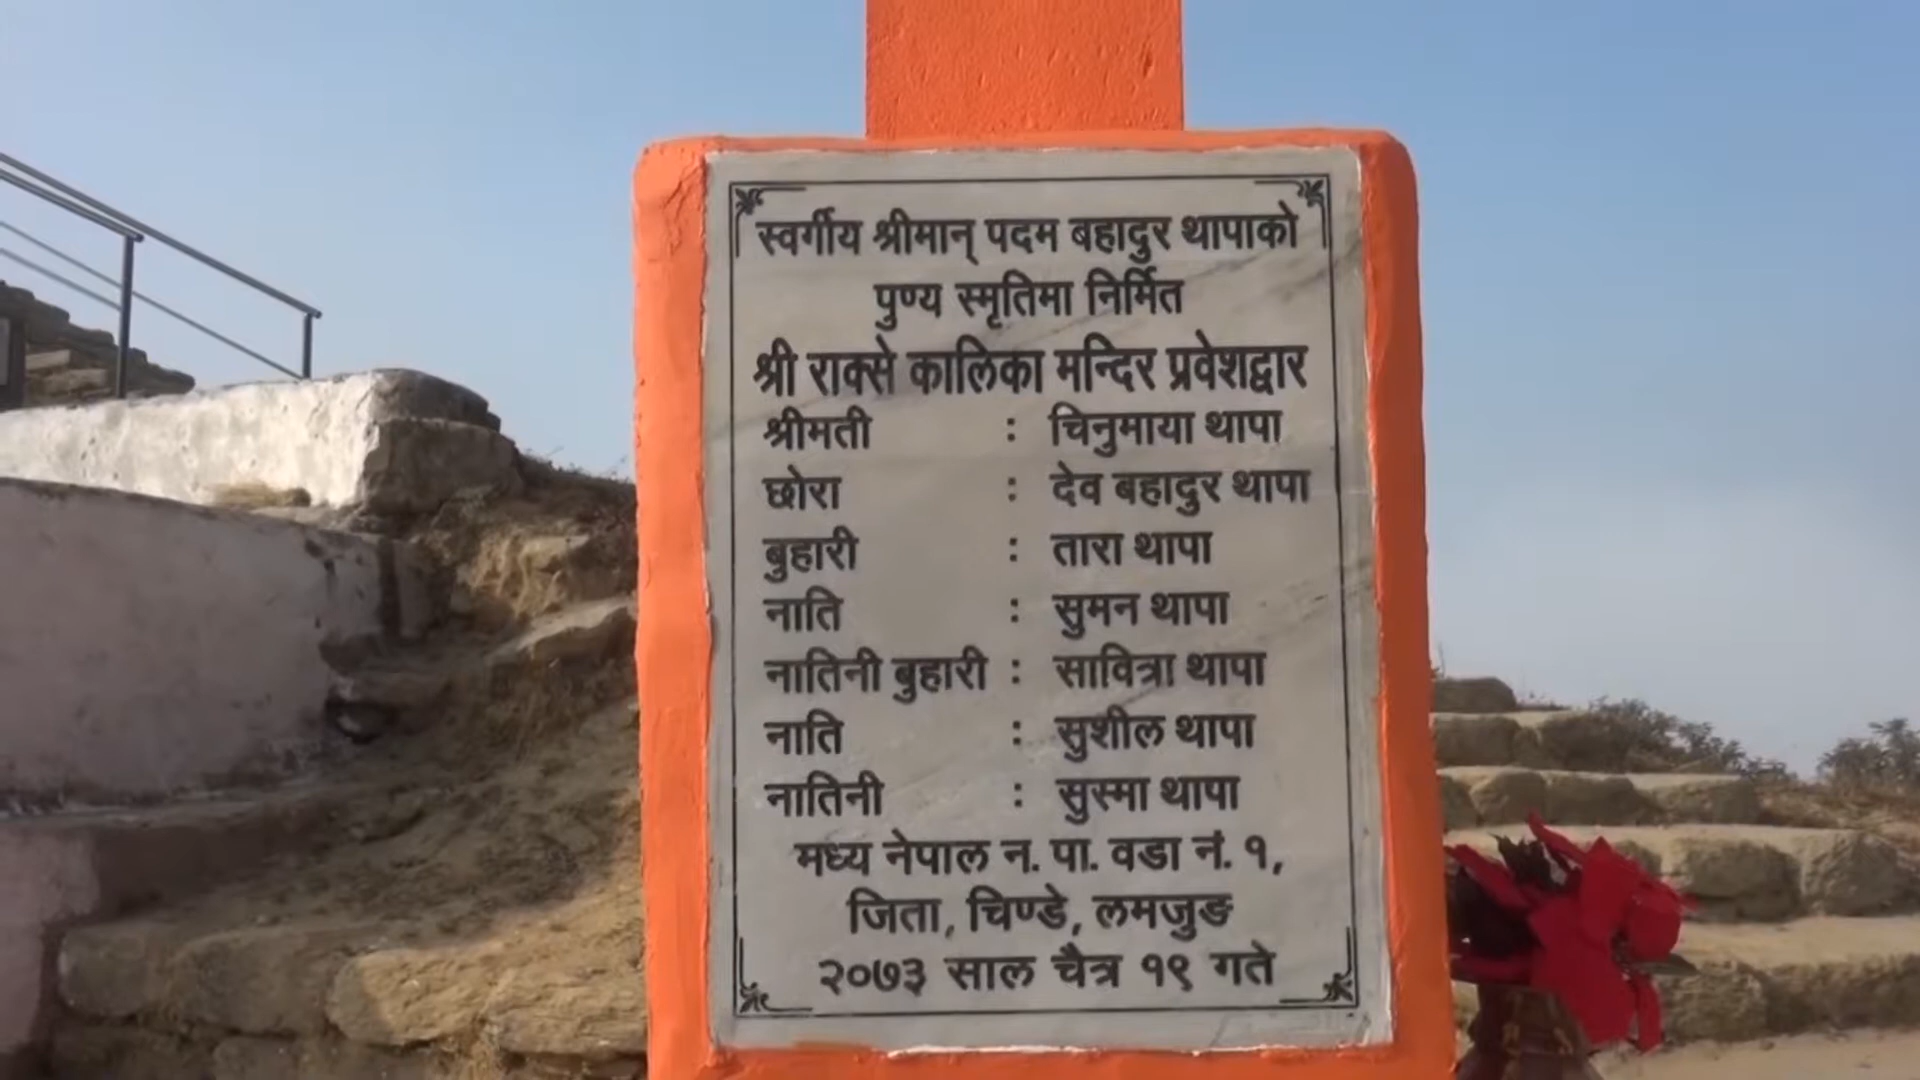 स्वर्गीय श्रीमान् पदम बहादुर थापाको
पुण्य स्मृतिमा निर्मित
श्री राक्से कालिका मन्दिर प्रवेशद्वार
श्रीमती : चिनुमाया थापा
छोरा : देव बहादुर थापा
बुहारी : तारा थापा
नाति : सुमन थापा
नातिनी बुहारी : सावित्रा थापा
नाति : सुशील थापा
नातिनी : सुस्मा थापा
मध्य नेपाल न. पा. वडा नं. १,
जिता, चिण्डे, लमजुङ
२०७३ साल चैत्र १९ गते